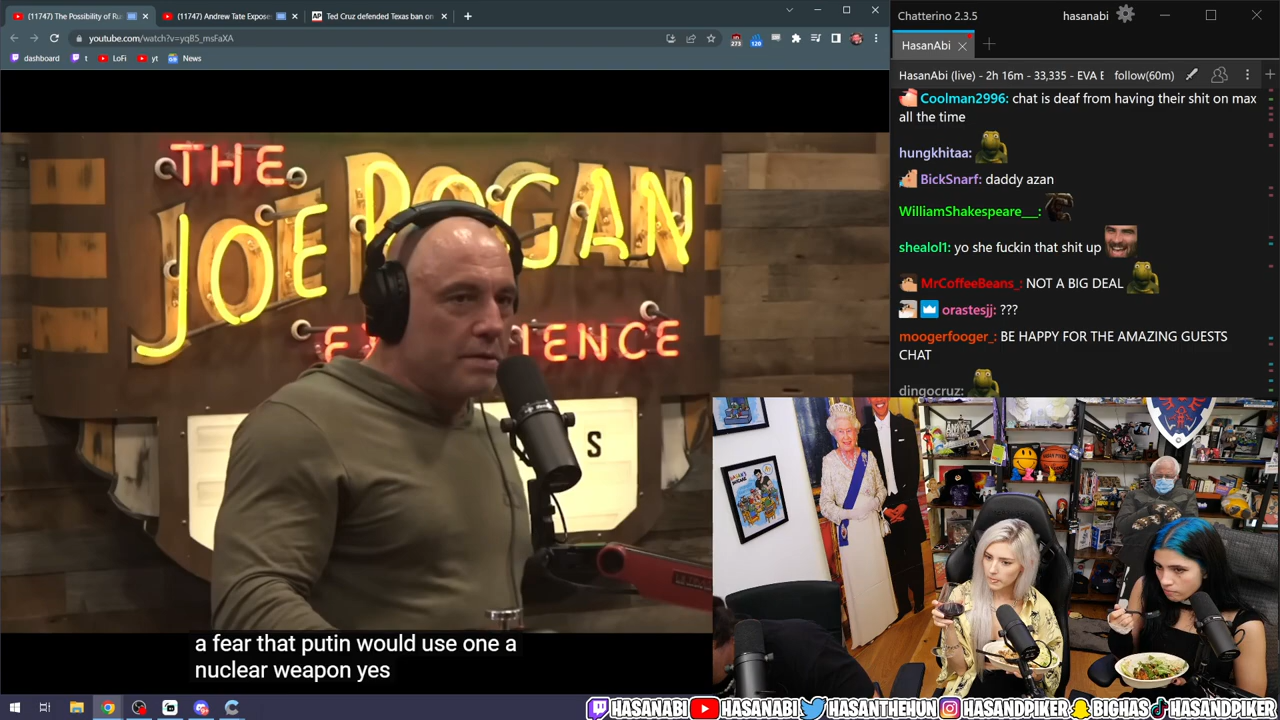 (11747) The Possibility of Ru
(11747) Andrew Tate Expose
Ted Cruz defended Texas ban on
youtube.com/watch?v=yqB5_msFaXA
273
120
dashboard
t
LoFi
yt
News
THE
JOE ROGAN
S
a fear that putin would use one a
nuclear weapon yes
Chatterino 2.3.5
hasanabi
HasanAbi
HasanAbi (live) - 2h 16m - 33,335 - EVA E
follow(60m)
Coolman2996: chat is deaf from having their shit on max
all the time
hungkhitaa:
BickSnarf: daddy azan
WilliamShakespeare___:
shealol1: yo she fuckin that shit up
MrCoffeeBeans_: NOT A BIG DEAL
orastesjj: ???
moogerfooger_: BE HAPPY FOR THE AMAZING GUESTS
CHAT
dingocruz:
HASANABI
HASANABI
HASANTHEHUN
HASANDPIKER
BIGHAS
HASANDPIKER